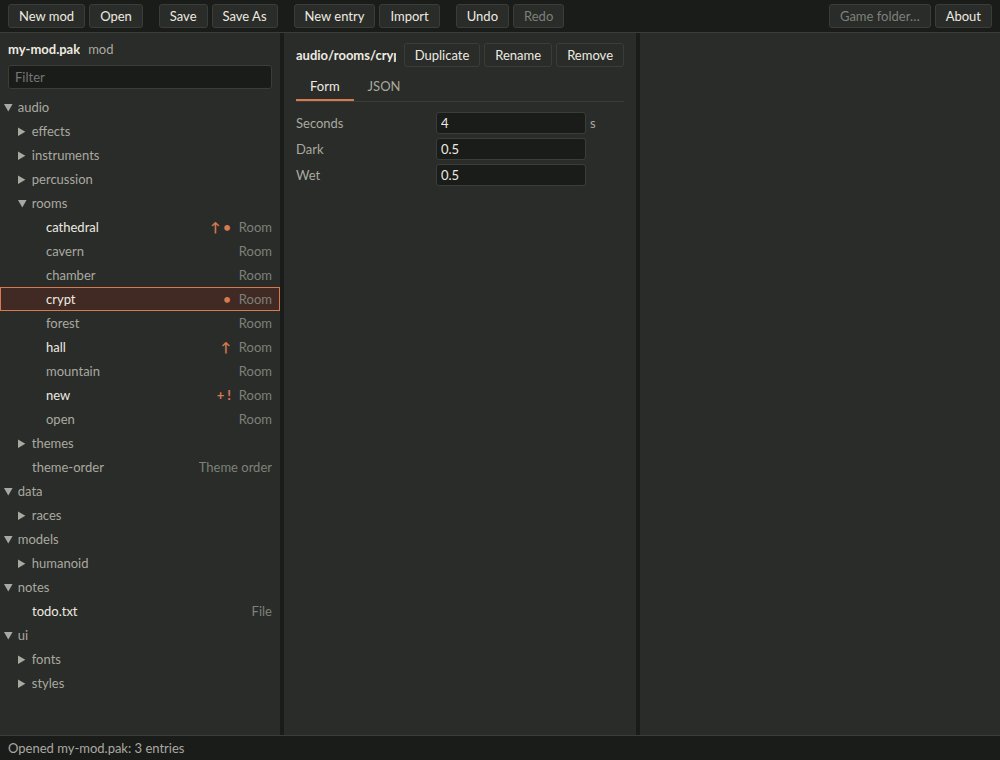 New mod Open Save Save As New entry Import Undo Redo Game folder... About
my-mod.pak mod
Filter
audio
effects
instruments
percussion
rooms
cathedral ↑ • Room
cavern Room
chamber Room
crypt • Room
forest Room
hall ↑ Room
mountain Room
new + ! Room
open Room
themes
theme-order Theme order
data
races
models
humanoid
notes
todo.txt File
ui
fonts
styles
audio/rooms/cry Duplicate Rename Remove
Form JSON
Seconds 4 s
Dark 0.5
Wet 0.5
Opened my-mod.pak: 3 entries